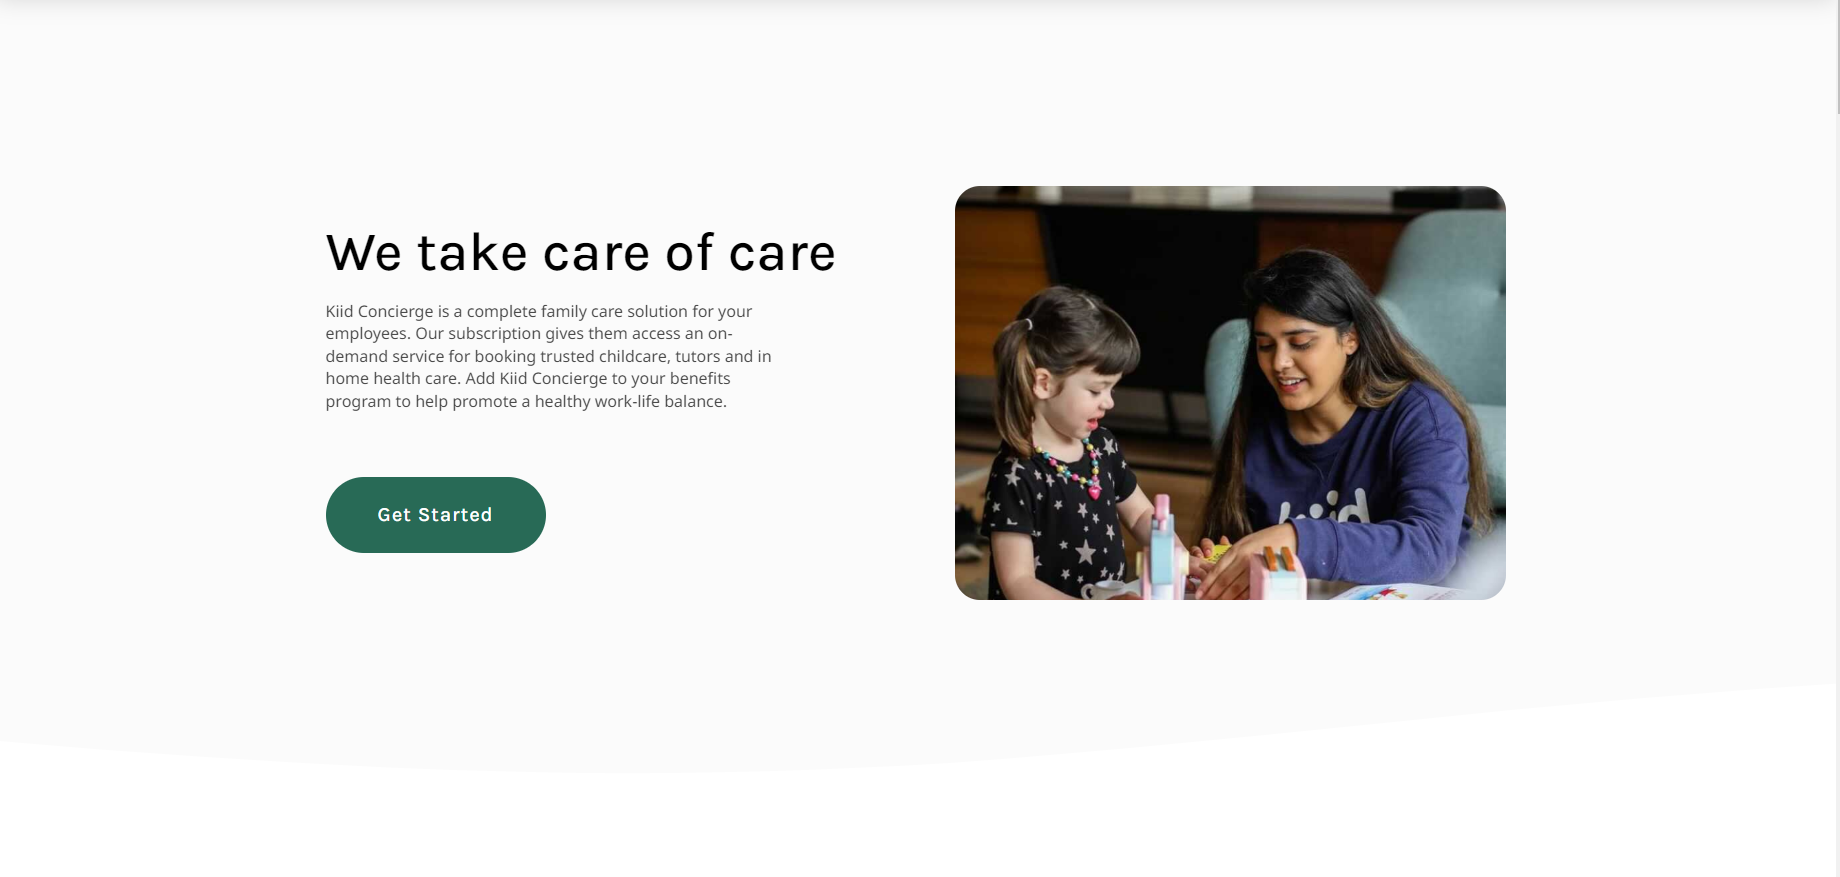 We take care of care
Kiid Concierge is a complete family care solution for your
employees. Our subscription gives them access an on-
demand service for booking trusted childcare, tutors and in
home health care. Add Kiid Concierge to your benefits
program to help promote a healthy work-life balance.
Get Started
kiid